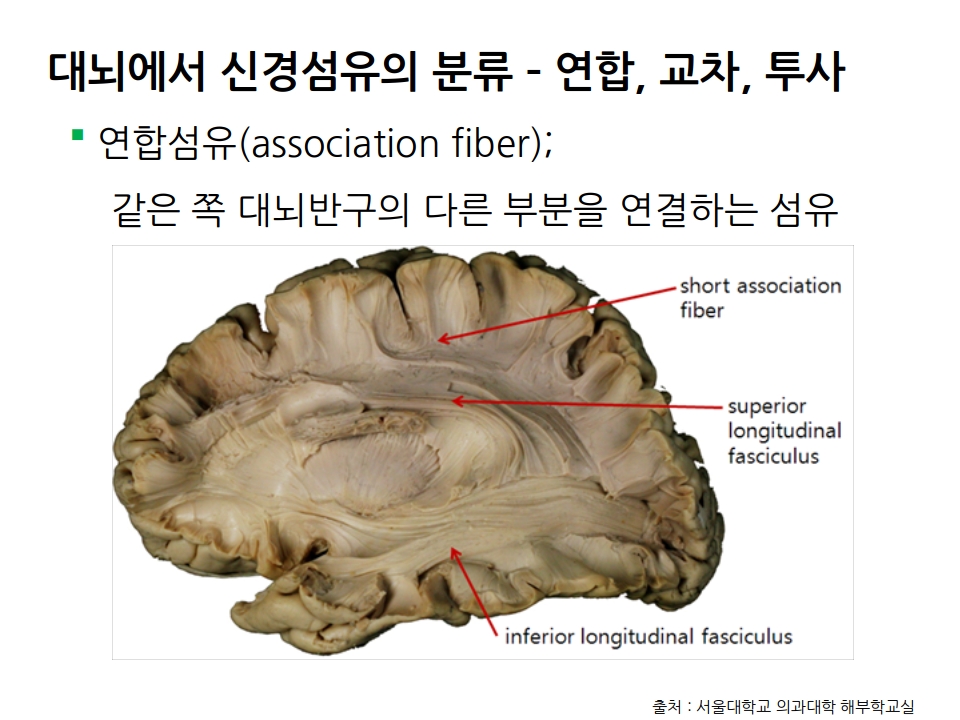 대뇌에서 신경섬유의 분류 - 연합, 교차, 투사
연합섬유(association fiber);
같은 쪽 대뇌반구의 다른 부분을 연결하는 섬유
short association
fiber
superior
longitudinal
fasciculus
inferior longitudinal fasciculus
출처 : 서울대학교 의과대학 해부학교실